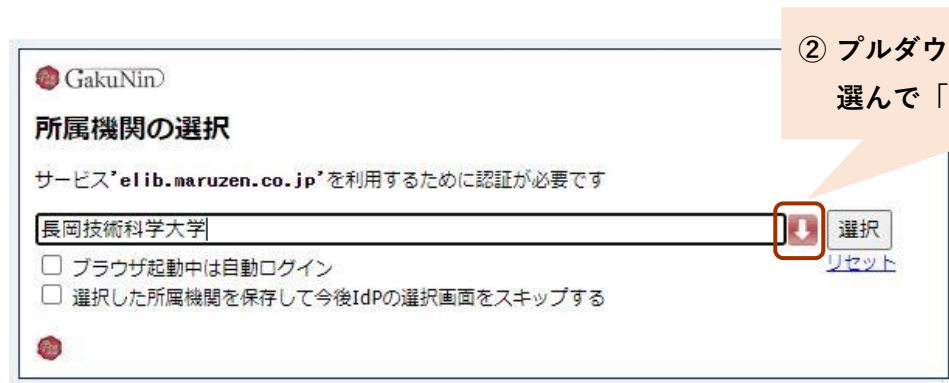 ② プルダウ
選んで「
GakuNin
所属機関の選択
サービス'elib.maruzen.co.jp'を利用するために認証が必要です
長岡技術科学大学
選択
リセット
ブラウザ起動中は自動ログイン
選択した所属機関を保存して今後IdPの選択画面をスキップする